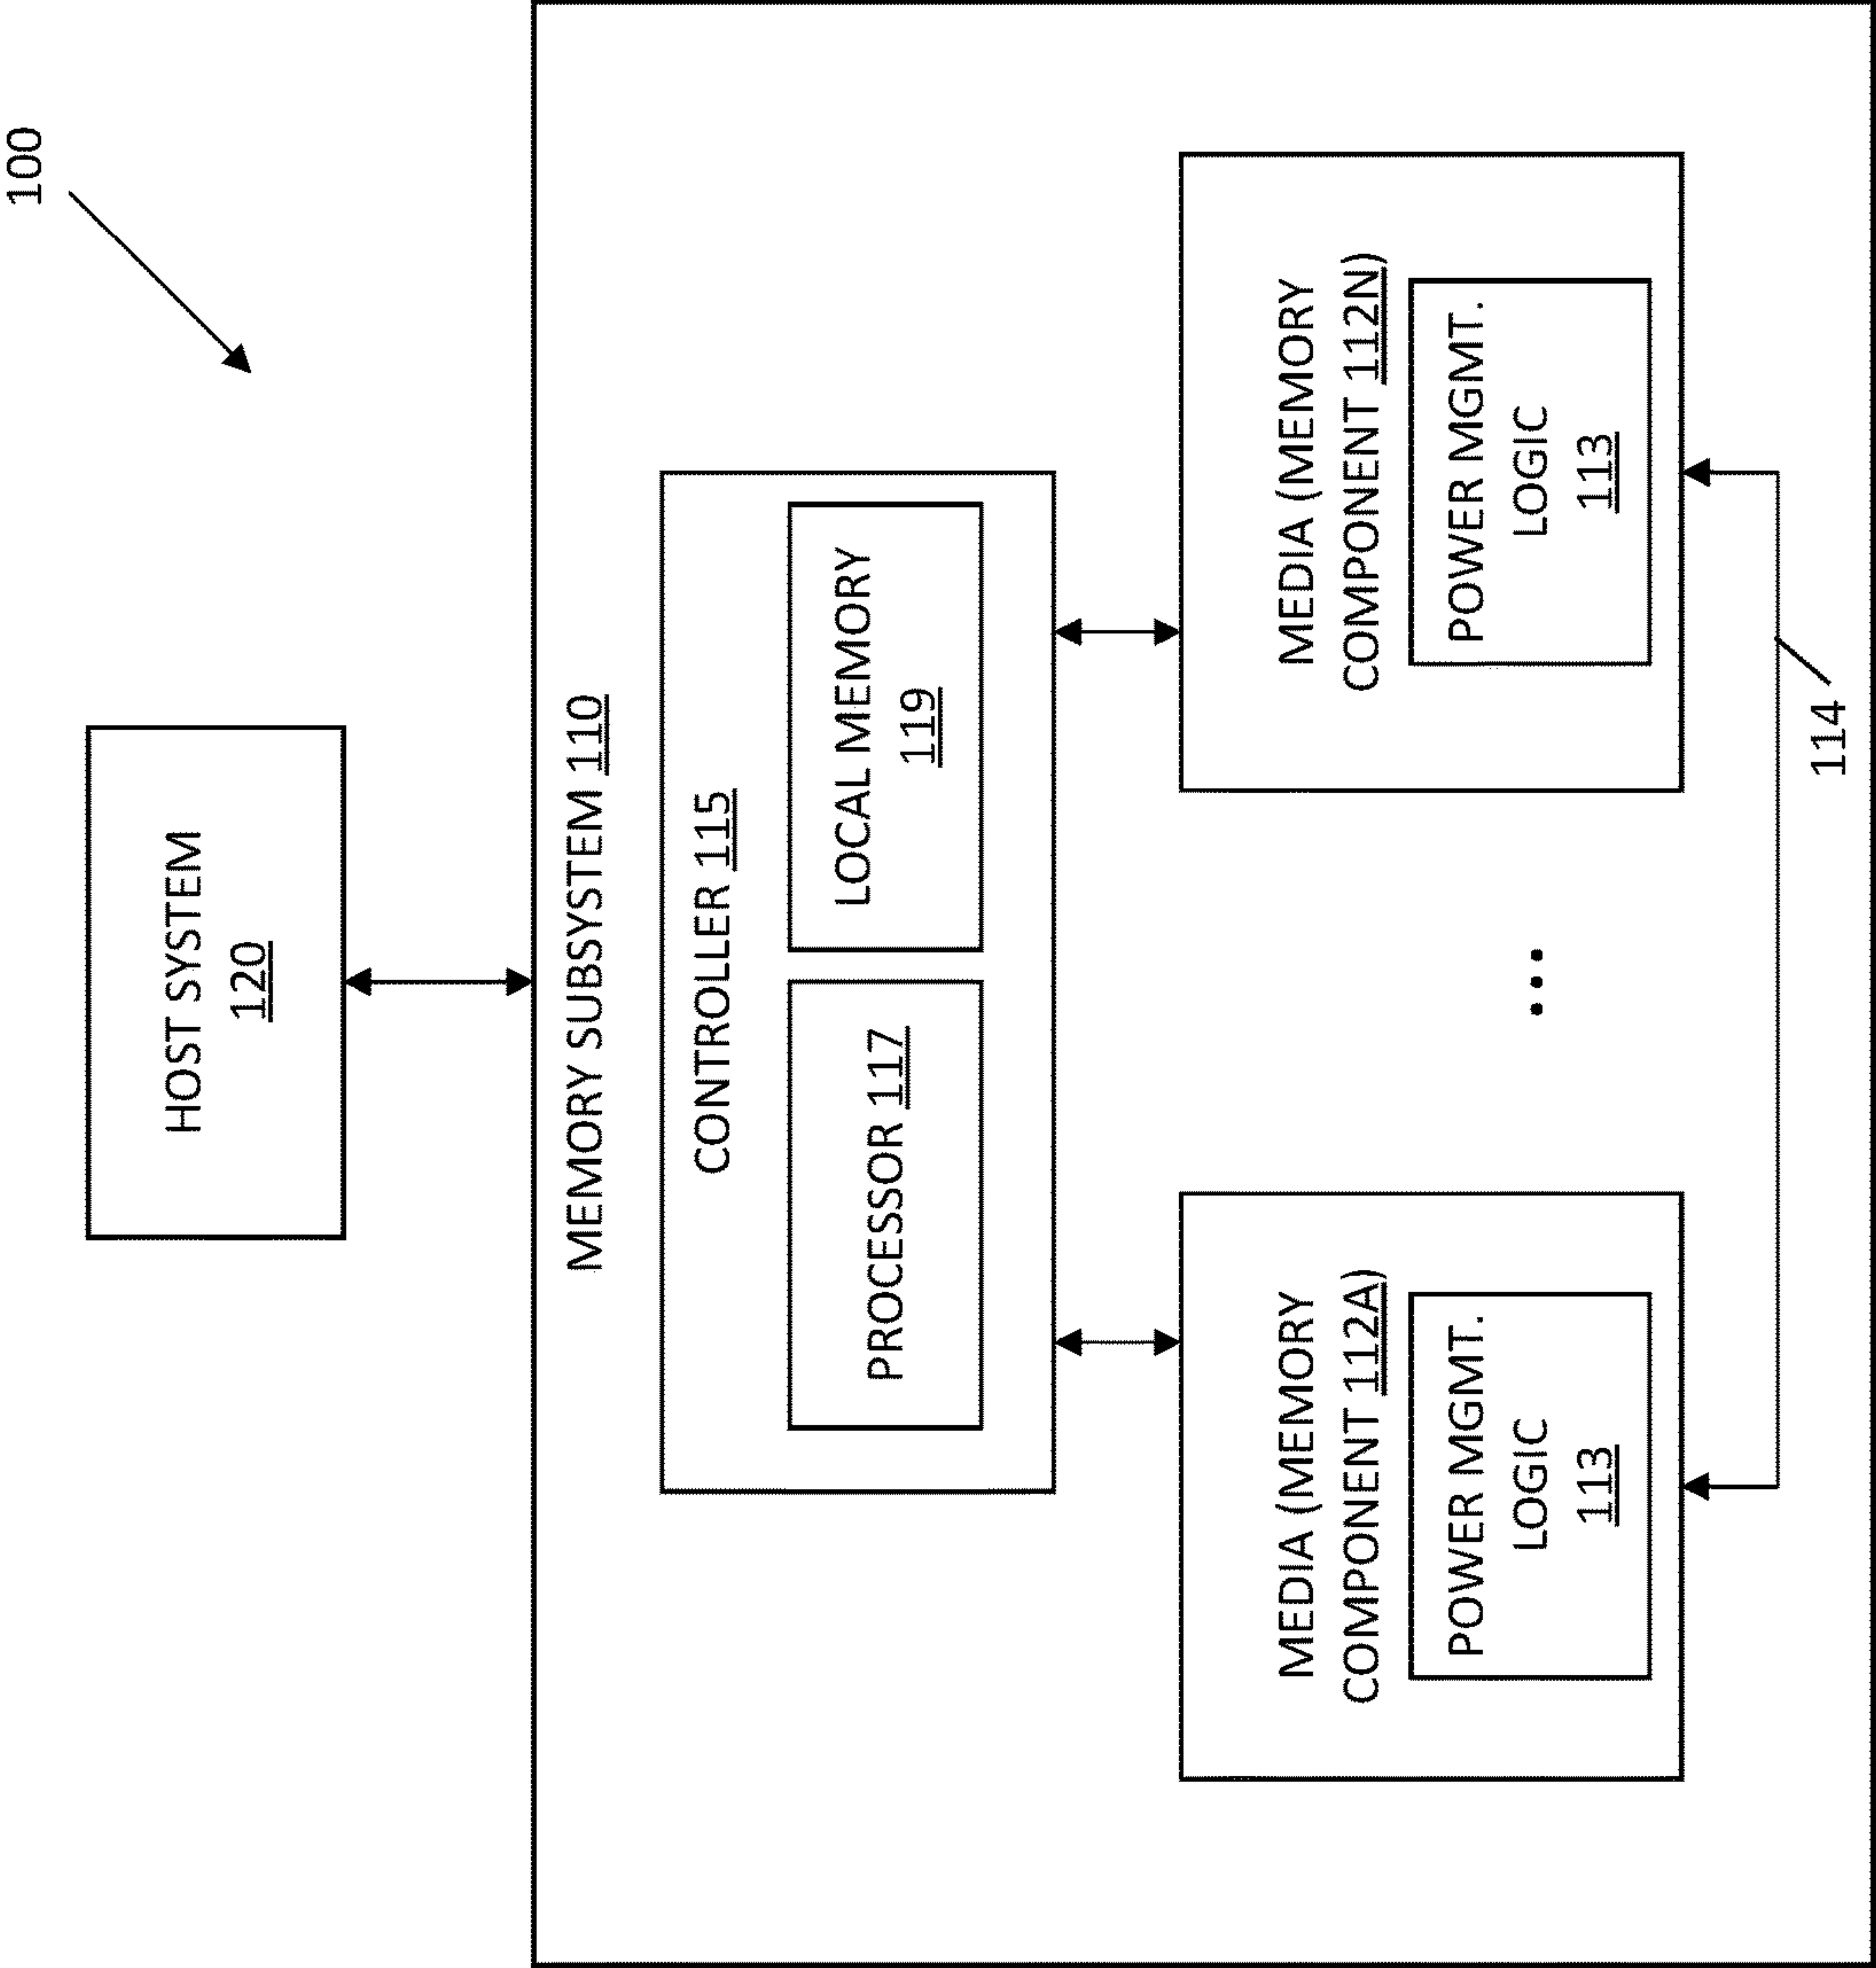 100
HOST SYSTEM
120
MEMORY SUBSYSTEM 110
CONTROLLER 115
PROCESSOR 117
LOCAL MEMORY
119
MEDIA (MEMORY
COMPONENT 112A)
POWER MGMT.
LOGIC
113
...
MEDIA (MEMORY
COMPONENT 112N)
POWER MGMT.
LOGIC
113
114